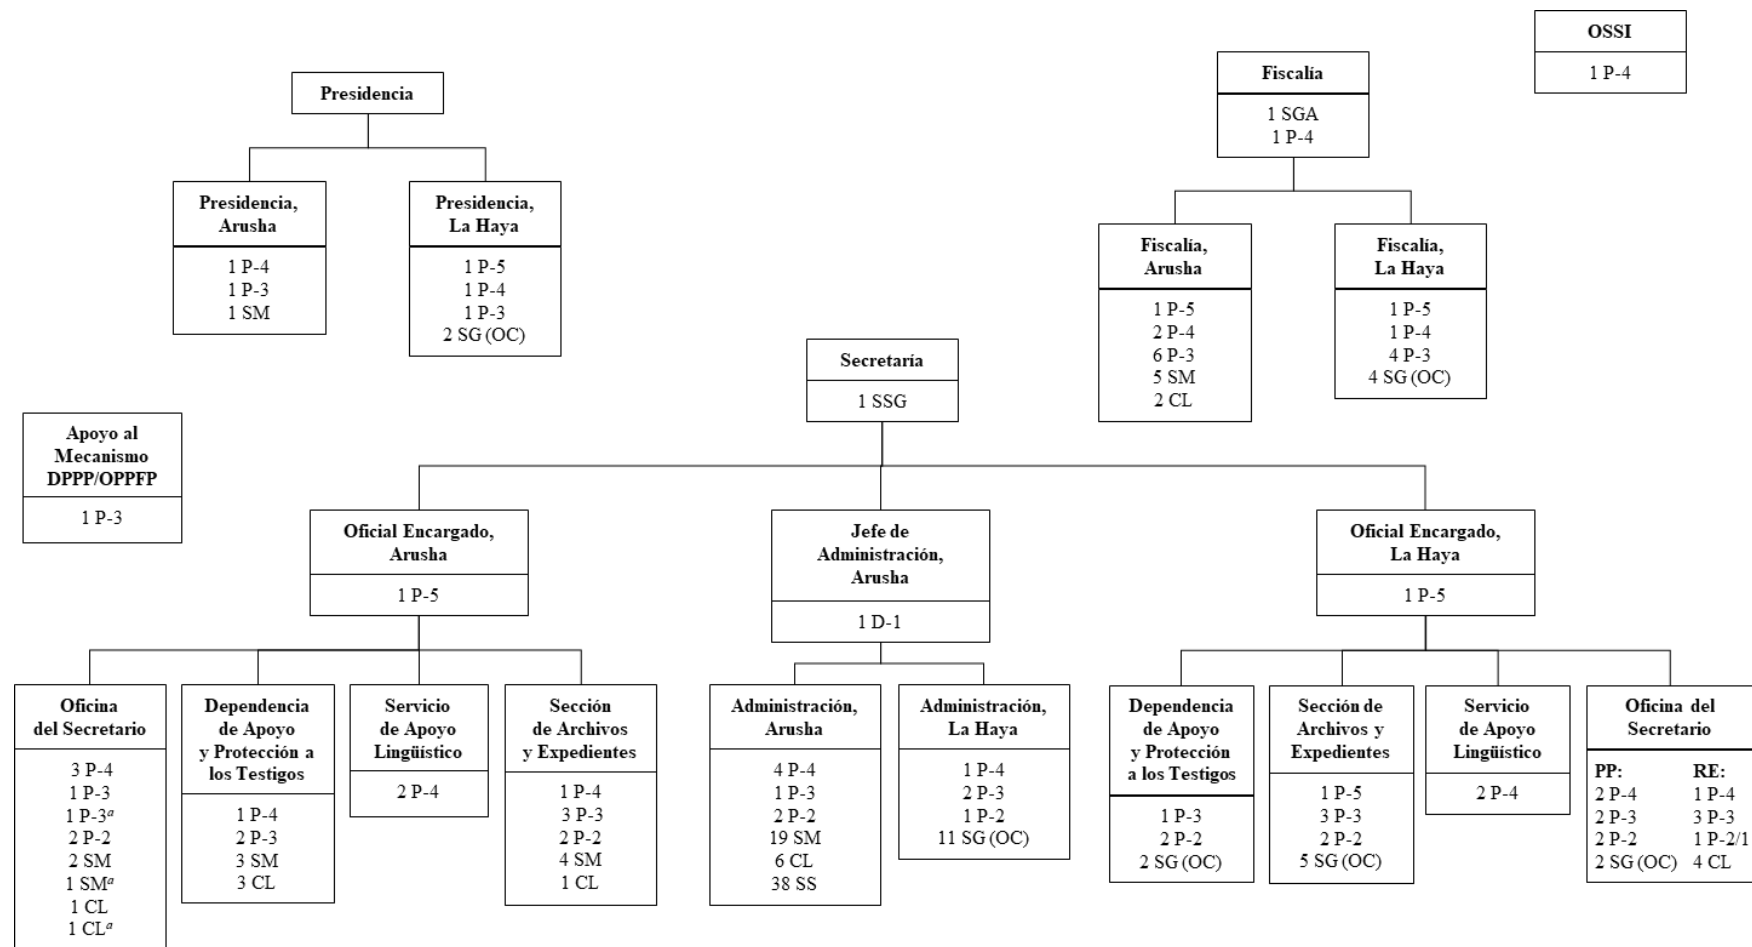 OSSI
1 P-4
Fiscalía
1 SGA
1 P-4
Presidencia
Presidencia,
Arusha
1 P-4
1 P-3
1 SM
Presidencia,
La Haya
1 P-5
1 P-4
1 P-3
2 SG (OC)
Fiscalía,
Arusha
1 P-5
2 P-4
6 P-3
5 SM
2 CL
Fiscalía,
La Haya
1 P-5
1 P-4
4 P-3
4 SG (OC)
Secretaría
1 SSG
Apoyo al
Mecanismo
DPPP/OPPFP
1 P-3
Oficial Encargado,
Arusha
1 P-5
Jefe de
Administración,
Arusha
1 D-1
Oficial Encargado,
La Haya
1 P-5
Oficina
del Secretario
3 P-4
1 P-3
1 P-3a
2 P-2
2 SM
1 SMa
1 CL
1 CLa
Dependencia
de Apoyo
y Protección a
los Testigos
1 P-4
2 P-3
3 SM
3 CL
Servicio
de Apoyo
Lingüístico
2 P-4
Sección
de Archivos
y Expedientes
1 P-4
3 P-3
2 P-2
4 SM
1 CL
Administración,
Arusha
4 P-4
1 P-3
2 P-2
19 SM
6 CL
38 SS
Administración,
La Haya
1 P-4
2 P-3
1 P-2
11 SG (OC)
Dependencia
de Apoyo
y Protección
a los Testigos
1 P-3
2 P-2
2 SG (OC)
Sección de
Archivos y
Expedientes
1 P-5
3 P-3
2 P-2
5 SG (OC)
Servicio
de Apoyo
Lingüístico
2 P-4
Oficina del
Secretario
PP: RE:
2 P-4 1 P-4
2 P-3 3 P-3
2 P-2 1 P-2/1
2 SG (OC) 4 CL